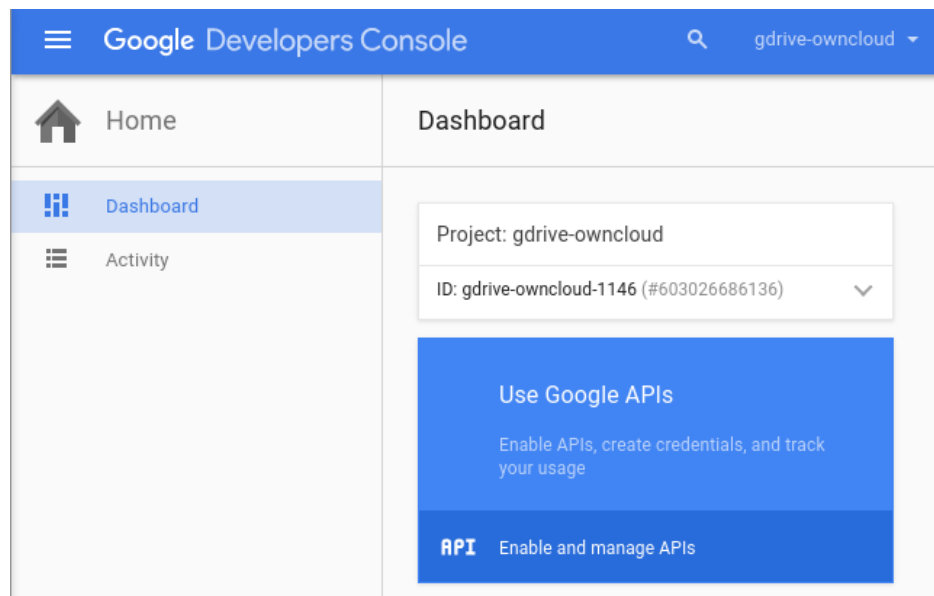 Google Developers Console
gdrive-owncloud
Home
Dashboard
Dashboard
Activity
Project: gdrive-owncloud
ID: gdrive-owncloud-1146 (#603026686136)
Use Google APIs
Enable APIs, create credentials, and track
your usage
API Enable and manage APIs